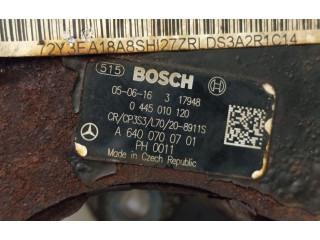 72Y3EA18A8SHI27ZRLDS3A2R1C14
515 BOSCH
05-06-16 3 17948
0 445 010 120
CR/CP3S3/L70/20-8911S
A 640 070 07 01
PH 0011
Made in Czech Republic